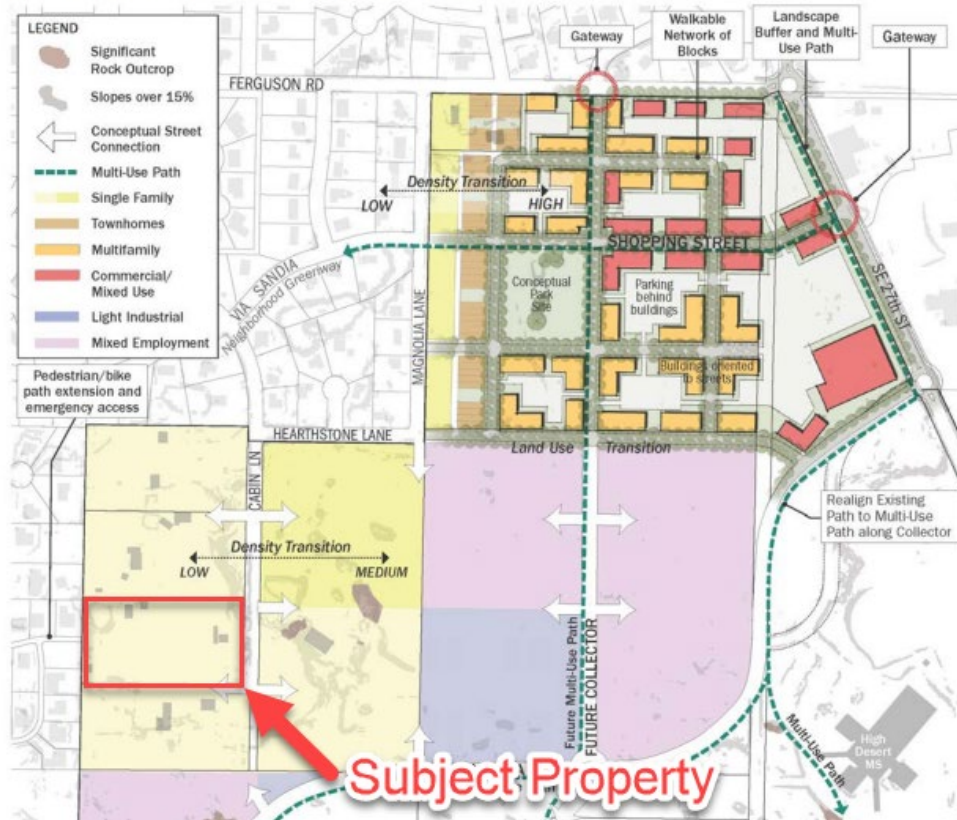 LEGEND
Significant
Rock Outcrop
Slopes over 15%
Conceptual Street
Connection
Multi-Use Path
Single Family
Townhomes
Multifamily
Commercial/
Mixed Use
Light Industrial
Mixed Employment
Gateway
Walkable
Network of
Blocks
Landscape
Buffer and Multi-
Use Path
Gateway
FERGUSON RD
Density Transition
LOW
HIGH
SHOPPING STREET
VIA SANDIA
Neighborhood Greenway
MAGNOLIA LANE
Conceptual
Park
Site
Parking
behind
buildings
Buildings oriented
to streets
SE 27th ST
Pedestrian/bike
path extension and
emergency access
HEARTHSTONE LANE
Land Use Transition
CABIN LN
Density Transition
LOW
MEDIUM
Realign Existing
Path to Multi-Use
Path along Collector
Future Multi-Use Path
FUTURE COLLECTOR
Multi-Use Path
High
Desert
MS
Subject Property